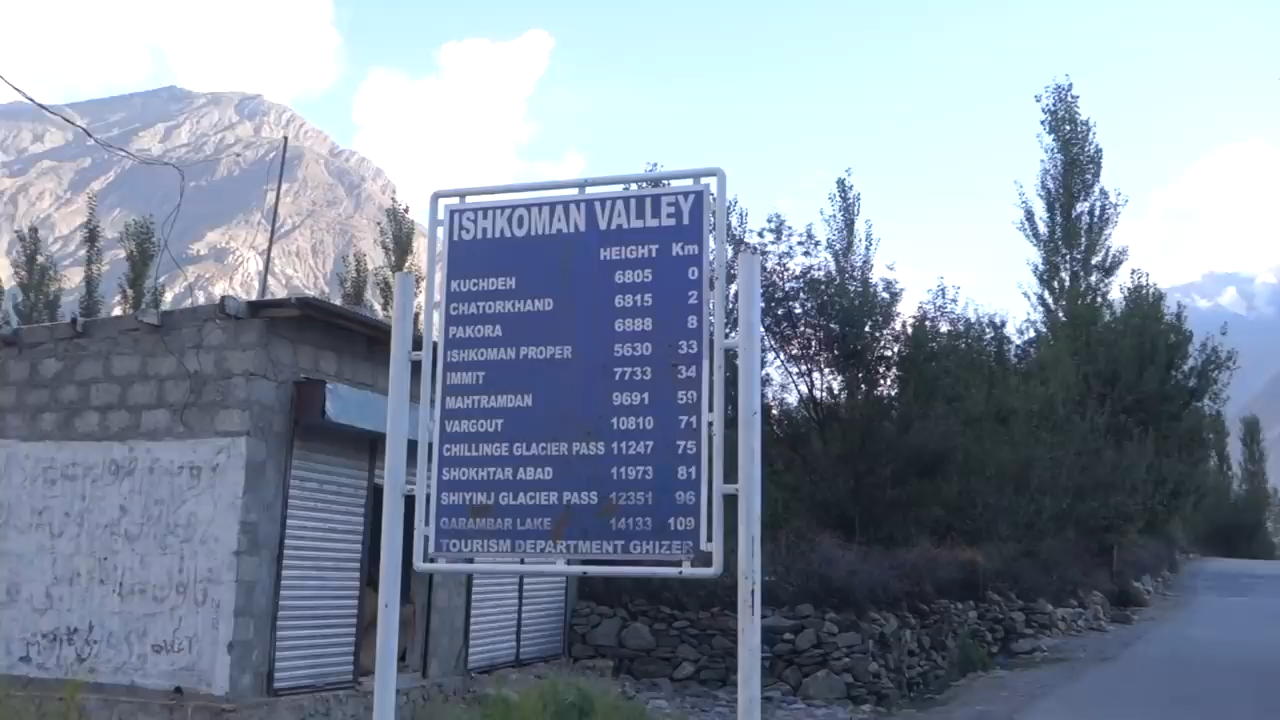 ISHKOMAN VALLEY
HEIGHT Km
KUCHDEH 6805 0
CHATORKHAND 6815 2
PAKORA 6888 8
ISHKOMAN PROPER 5630 33
IMMIT 7733 34
MAHTRAMDAN 9691 59
VARGOUT 10810 71
CHILLINGE GLACIER PASS 11247 75
SHOKHTAR ABAD 11973 81
SHIYINJ GLACIER PASS 12351 96
QARAMBAR LAKE 14133 109
TOURISM DEPARTMENT GHIZER